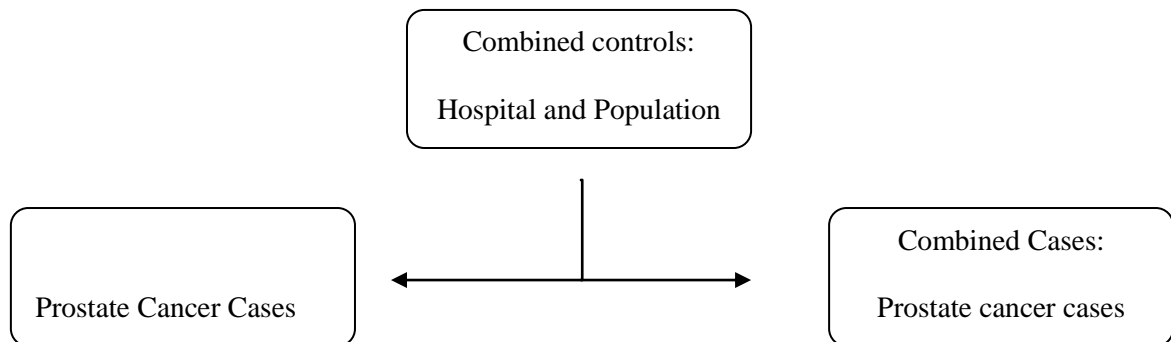 Combined controls:
Hospital and Population
Prostate Cancer Cases
Combined Cases:
Prostate cancer cases